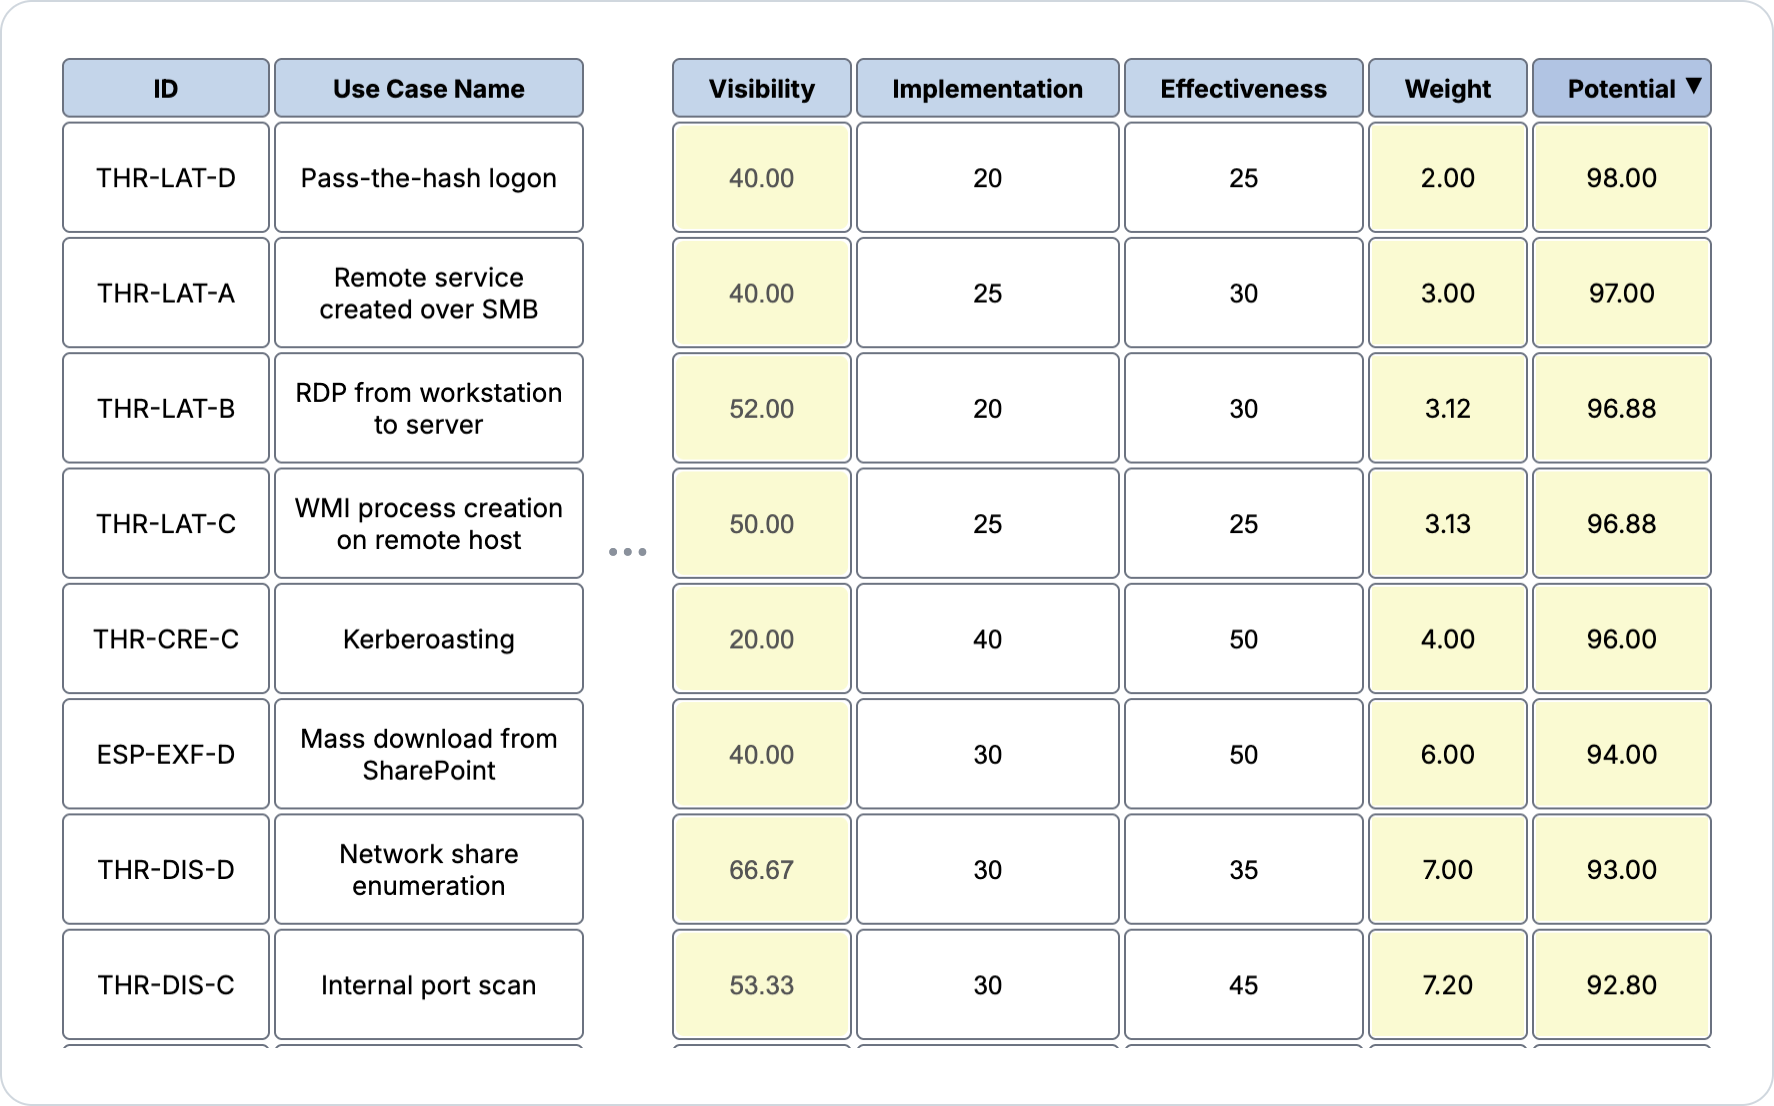 ID Use Case Name Visibility Implementation Effectiveness Weight Potential ▼
THR-LAT-D Pass-the-hash logon 40.00 20 25 2.00 98.00
Remote service
THR-LAT-A created over SMB 40.00 25 30 3.00 97.00
RDP from workstation
THR-LAT-B to server 52.00 20 30 3.12 96.88
WMI process creation
THR-LAT-C on remote host 50.00 25 25 3.13 96.88
...
THR-CRE-C Kerberoasting 20.00 40 50 4.00 96.00
Mass download from
ESP-EXF-D SharePoint 40.00 30 50 6.00 94.00
Network share
THR-DIS-D enumeration 66.67 30 35 7.00 93.00
THR-DIS-C Internal port scan 53.33 30 45 7.20 92.80